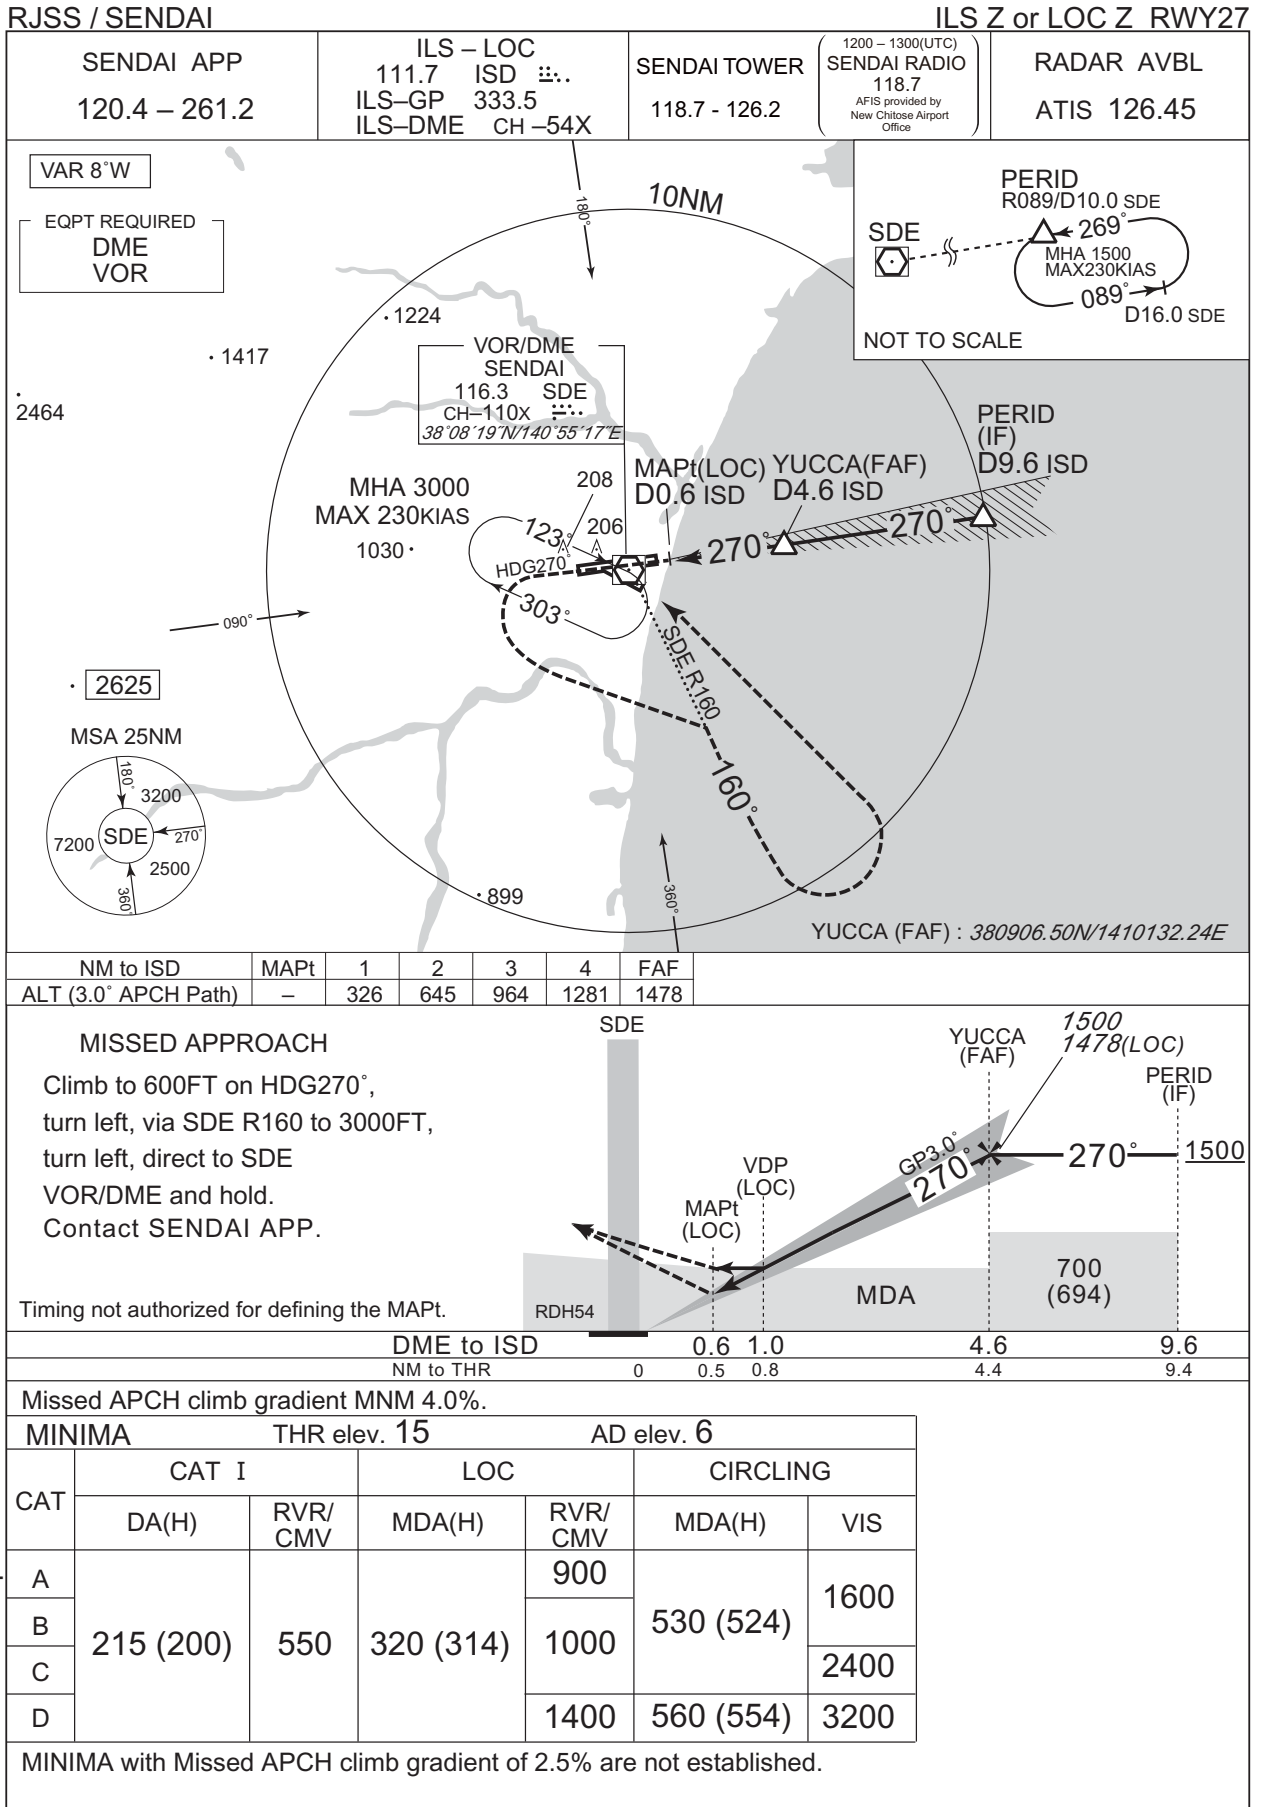 RJSS / SENDAI
ILS Z or LOC Z RWY27
SENDAI APP
120.4 – 261.2
ILS – LOC
111.7 ISD
ILS–GP 333.5
ILS–DME CH –54X
SENDAI TOWER
118.7 - 126.2
1200 – 1300(UTC)
SENDAI RADIO
118.7
AFIS provided by
New Chitose Airport
Office
RADAR AVBL
ATIS 126.45
VAR 8°W
EQPT REQUIRED
DME
VOR
10NM
180°
PERID
R089/D10.0 SDE
SDE
269°
MHA 1500
MAX230KIAS
089°
D16.0 SDE
NOT TO SCALE
1224
1417
2464
VOR/DME
SENDAI
116.3 SDE
CH–110X
38°08´19˝N/140°55´17˝E
PERID
(IF)
D9.6 ISD
MAPt(LOC)
D0.6 ISD
YUCCA(FAF)
D4.6 ISD
MHA 3000
MAX 230KIAS
208
206
1030
123°
HDG270°
270°
270°
303°
090°
SDE R160
2625
MSA 25NM
180°
3200
SDE
7200
270°
2500
360°
160°
899
360°
YUCCA (FAF) : 380906.50N/1410132.24E
NM to ISD MAPt 1 2 3 4 FAF
ALT (3.0° APCH Path) – 326 645 964 1281 1478
MISSED APPROACH
Climb to 600FT on HDG270°,
turn left, via SDE R160 to 3000FT,
turn left, direct to SDE
VOR/DME and hold.
Contact SENDAI APP.
Timing not authorized for defining the MAPt.
SDE
YUCCA
(FAF)
1500
1478(LOC)
PERID
(IF)
GP3.0°
270°
270°
1500
VDP
(LOC)
MAPt
(LOC)
MDA
700
(694)
RDH54
DME to ISD 0.6 1.0 4.6 9.6
NM to THR 0 0.5 0.8 4.4 9.4
Missed APCH climb gradient MNM 4.0%.
MINIMA THR elev. 15 AD elev. 6
CAT CAT I LOC CIRCLING
DA(H) RVR/CMV MDA(H) RVR/CMV MDA(H) VIS
A 215 (200) 550 320 (314) 900 530 (524) 1600
B 1000
C 2400
D 1400 560 (554) 3200
MINIMA with Missed APCH climb gradient of 2.5% are not established.